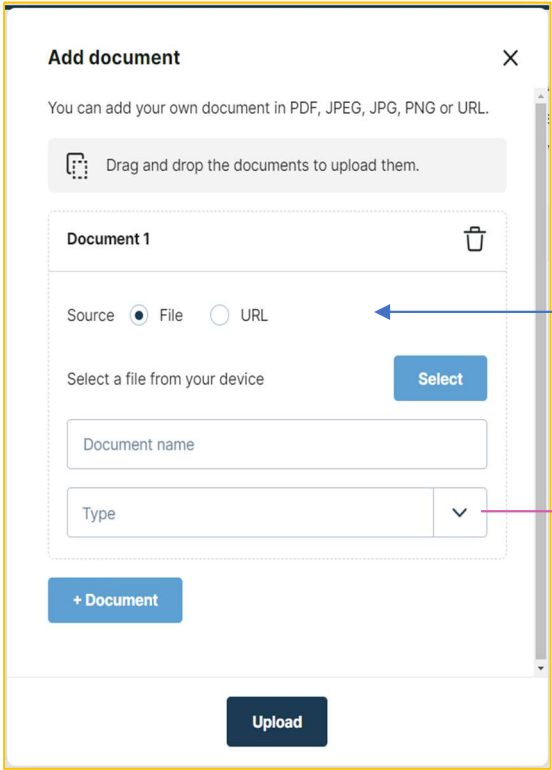 Add document
You can add your own document in PDF, JPEG, JPG, PNG or URL.
Drag and drop the documents to upload them.
Document 1
Source File URL
Select a file from your device Select
Document name
Type
+ Document
Upload